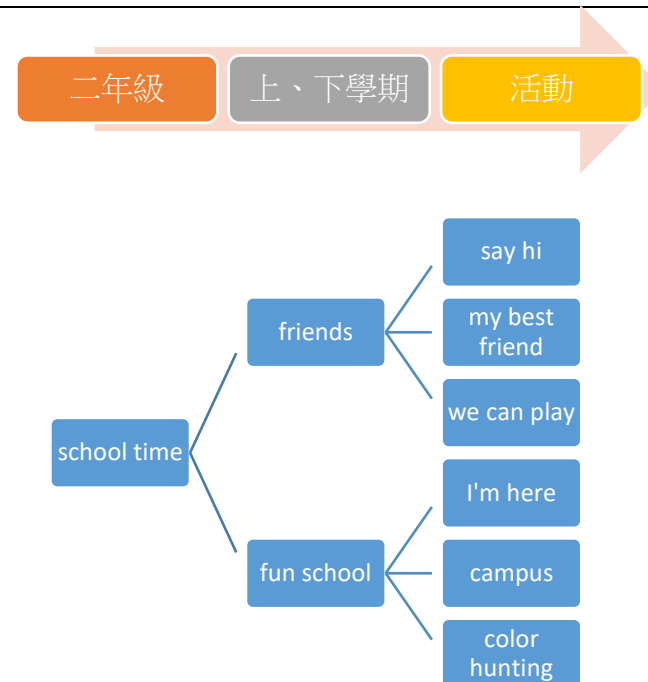 二年級
上、下學期
活動
say hi
friends
my best
friend
we can play
school time
I'm here
fun school
campus
color
hunting